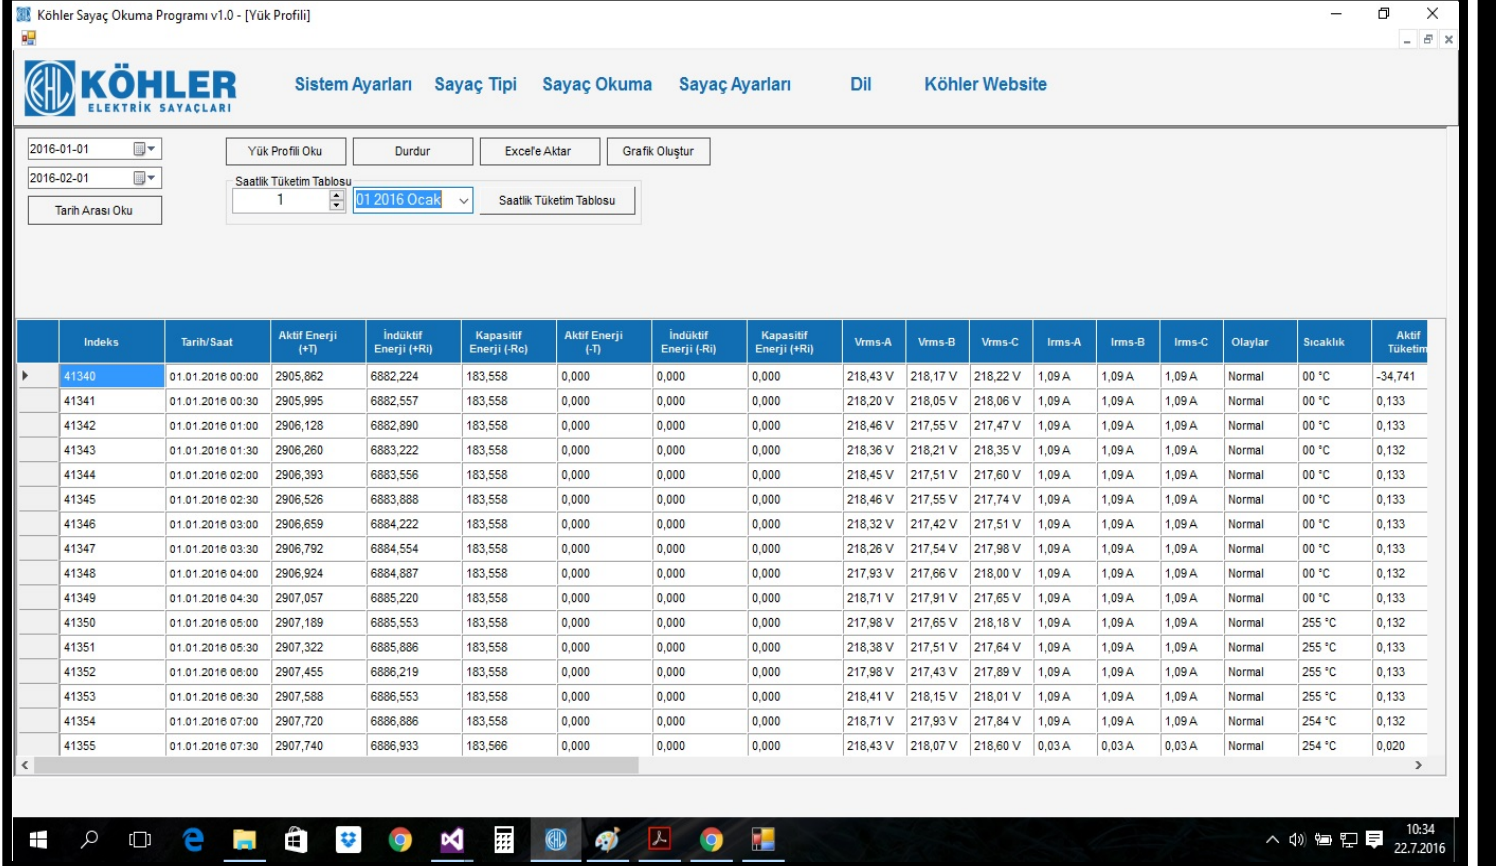 Köhler Sayaç Okuma Programı v1.0 - [Yük Profili]
KÖHLER
ELEKTRİK SAYAÇLARI
Sistem Ayarları Sayaç Tipi Sayaç Okuma Sayaç Ayarları Dil Köhler Website
2016-01-01
2016-02-01
Tarih Arası Oku
Yük Profili Oku Durdur Excel'e Aktar Grafik Oluştur
Saatlik Tüketim Tablosu
1 01 2016 Ocak Saatlik Tüketim Tablosu
Indeks Tarih/Saat Aktif Enerji (+T) İndüktif Enerji (+Ri) Kapasitif Enerji (-Rc) Aktif Enerji (-T) İndüktif Enerji (-Ri) Kapasitif Enerji (+Ri) Vrms-A Vrms-B Vrms-C Irms-A Irms-B Irms-C Olaylar Sıcaklık Aktif Tüketim
41340 01.01.2016 00:00 2905,862 6882,224 183,558 0,000 0,000 0,000 218,43 V 218,17 V 218,22 V 1,09 A 1,09 A 1,09 A Normal 00 °C -34,741
41341 01.01.2016 00:30 2905,995 6882,557 183,558 0,000 0,000 0,000 218,20 V 218,05 V 218,06 V 1,09 A 1,09 A 1,09 A Normal 00 °C 0,133
41342 01.01.2016 01:00 2906,128 6882,890 183,558 0,000 0,000 0,000 218,46 V 217,55 V 217,47 V 1,09 A 1,09 A 1,09 A Normal 00 °C 0,133
41343 01.01.2016 01:30 2906,260 6883,222 183,558 0,000 0,000 0,000 218,36 V 218,21 V 218,35 V 1,09 A 1,09 A 1,09 A Normal 00 °C 0,132
41344 01.01.2016 02:00 2906,393 6883,556 183,558 0,000 0,000 0,000 218,45 V 217,51 V 217,60 V 1,09 A 1,09 A 1,09 A Normal 00 °C 0,133
41345 01.01.2016 02:30 2906,526 6883,888 183,558 0,000 0,000 0,000 218,46 V 217,55 V 217,74 V 1,09 A 1,09 A 1,09 A Normal 00 °C 0,133
41346 01.01.2016 03:00 2906,659 6884,222 183,558 0,000 0,000 0,000 218,32 V 217,42 V 217,51 V 1,09 A 1,09 A 1,09 A Normal 00 °C 0,133
41347 01.01.2016 03:30 2906,792 6884,554 183,558 0,000 0,000 0,000 218,26 V 217,54 V 217,98 V 1,09 A 1,09 A 1,09 A Normal 00 °C 0,133
41348 01.01.2016 04:00 2906,924 6884,887 183,558 0,000 0,000 0,000 217,93 V 217,66 V 218,00 V 1,09 A 1,09 A 1,09 A Normal 00 °C 0,132
41349 01.01.2016 04:30 2907,057 6885,220 183,558 0,000 0,000 0,000 218,71 V 217,91 V 217,65 V 1,09 A 1,09 A 1,09 A Normal 00 °C 0,133
41350 01.01.2016 05:00 2907,189 6885,553 183,558 0,000 0,000 0,000 217,98 V 217,65 V 218,18 V 1,09 A 1,09 A 1,09 A Normal 255 °C 0,132
41351 01.01.2016 05:30 2907,322 6885,886 183,558 0,000 0,000 0,000 218,38 V 217,51 V 217,64 V 1,09 A 1,09 A 1,09 A Normal 255 °C 0,133
41352 01.01.2016 06:00 2907,455 6886,219 183,558 0,000 0,000 0,000 217,98 V 217,43 V 217,89 V 1,09 A 1,09 A 1,09 A Normal 255 °C 0,133
41353 01.01.2016 06:30 2907,588 6886,553 183,558 0,000 0,000 0,000 218,41 V 218,15 V 218,01 V 1,09 A 1,09 A 1,09 A Normal 255 °C 0,133
41354 01.01.2016 07:00 2907,720 6886,886 183,558 0,000 0,000 0,000 218,71 V 217,93 V 217,84 V 1,09 A 1,09 A 1,09 A Normal 254 °C 0,132
41355 01.01.2016 07:30 2907,740 6886,933 183,566 0,000 0,000 0,000 218,43 V 218,07 V 218,60 V 0,03 A 0,03 A 0,03 A Normal 254 °C 0,020
10:34
22.7.2016